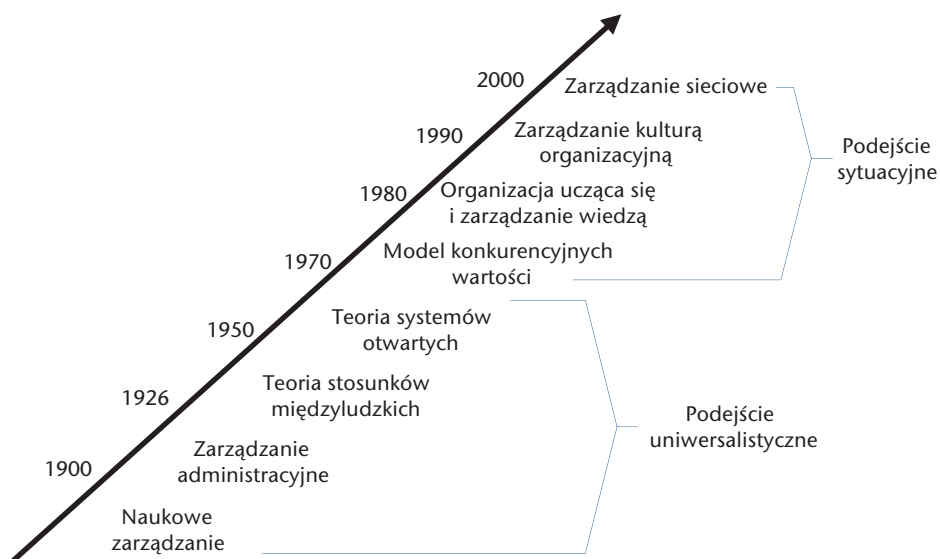 2000
Zarządzanie sieciowe
1990
Zarządzanie kulturą
organizacyjną
Podejście
sytuacyjne
1980
Organizacja ucząca się
i zarządzanie wiedzą
1970
Model konkurencyjnych
wartości
1950
Teoria systemów
otwartych
1926
Teoria stosunków
międzyludzkich
Podejście
uniwersalistyczne
1900
Zarządzanie
administracyjne
Naukowe
zarządzanie